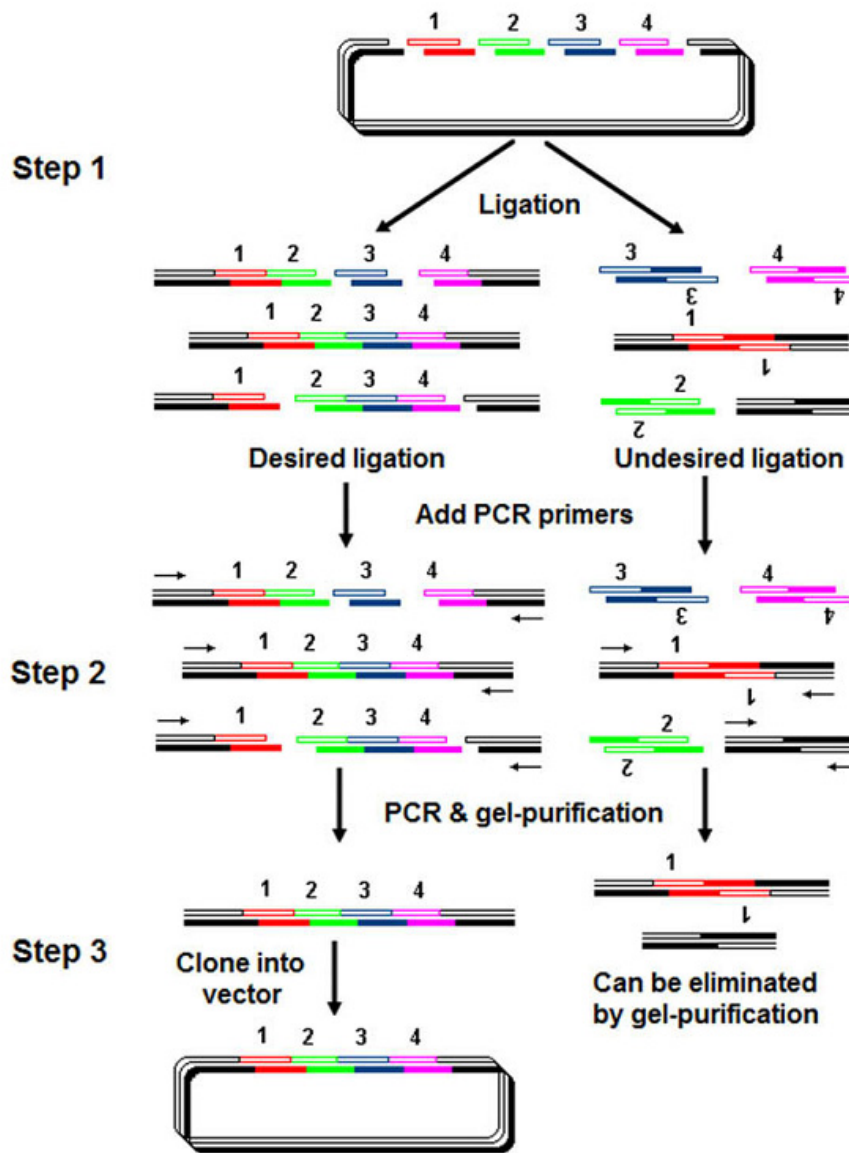 1 2 3 4
Step 1
Ligation
1 2 3 4
1 2 3 4
1 2 3 4
3 4
3 4
1
1
2
2
Desired ligation
Undesired ligation
Add PCR primers
Step 2
1 2 3 4
1 2 3 4
1 2 3 4
3 4
3 4
1
1
2
2
PCR & gel-purification
Step 3
1 2 3 4
1
1
Clone into
vector
Can be eliminated
by gel-purification
1 2 3 4